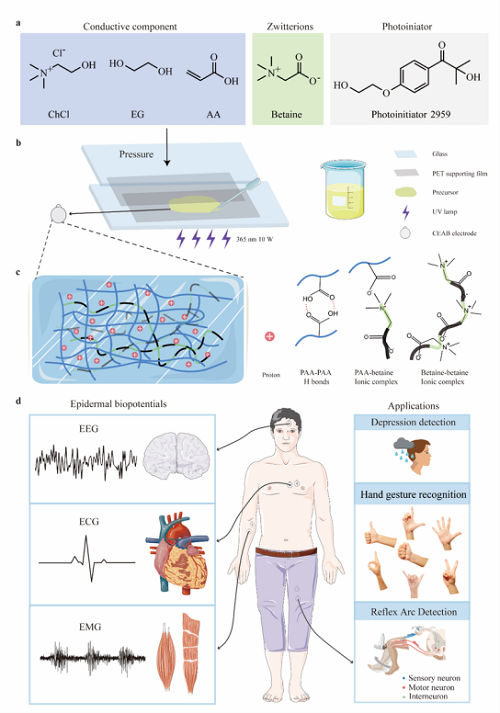 a
Conductive component
Zwitterions
Photoiniator
Cl⁻
N⁺
OH
HO
OH
O
OH
N⁺
O
O⁻
O
OH
HO
O
ChCl
EG
AA
Betaine
Photoinitiator 2959
b
Pressure
365 nm 10 W
Glass
PET supporting film
Precursor
UV lamp
CEAB electrode
c
Proton
HO
O
O
OH
PAA-PAA
H bonds
PAA-betaine
Ionic complex
Betaine-betaine
Ionic complex
d
Epidermal biopotentials
Applications
EEG
ECG
EMG
Depression detection
Hand gesture recognition
Reflex Arc Detection
Sensory neuron
Motor neuron
Interneuron